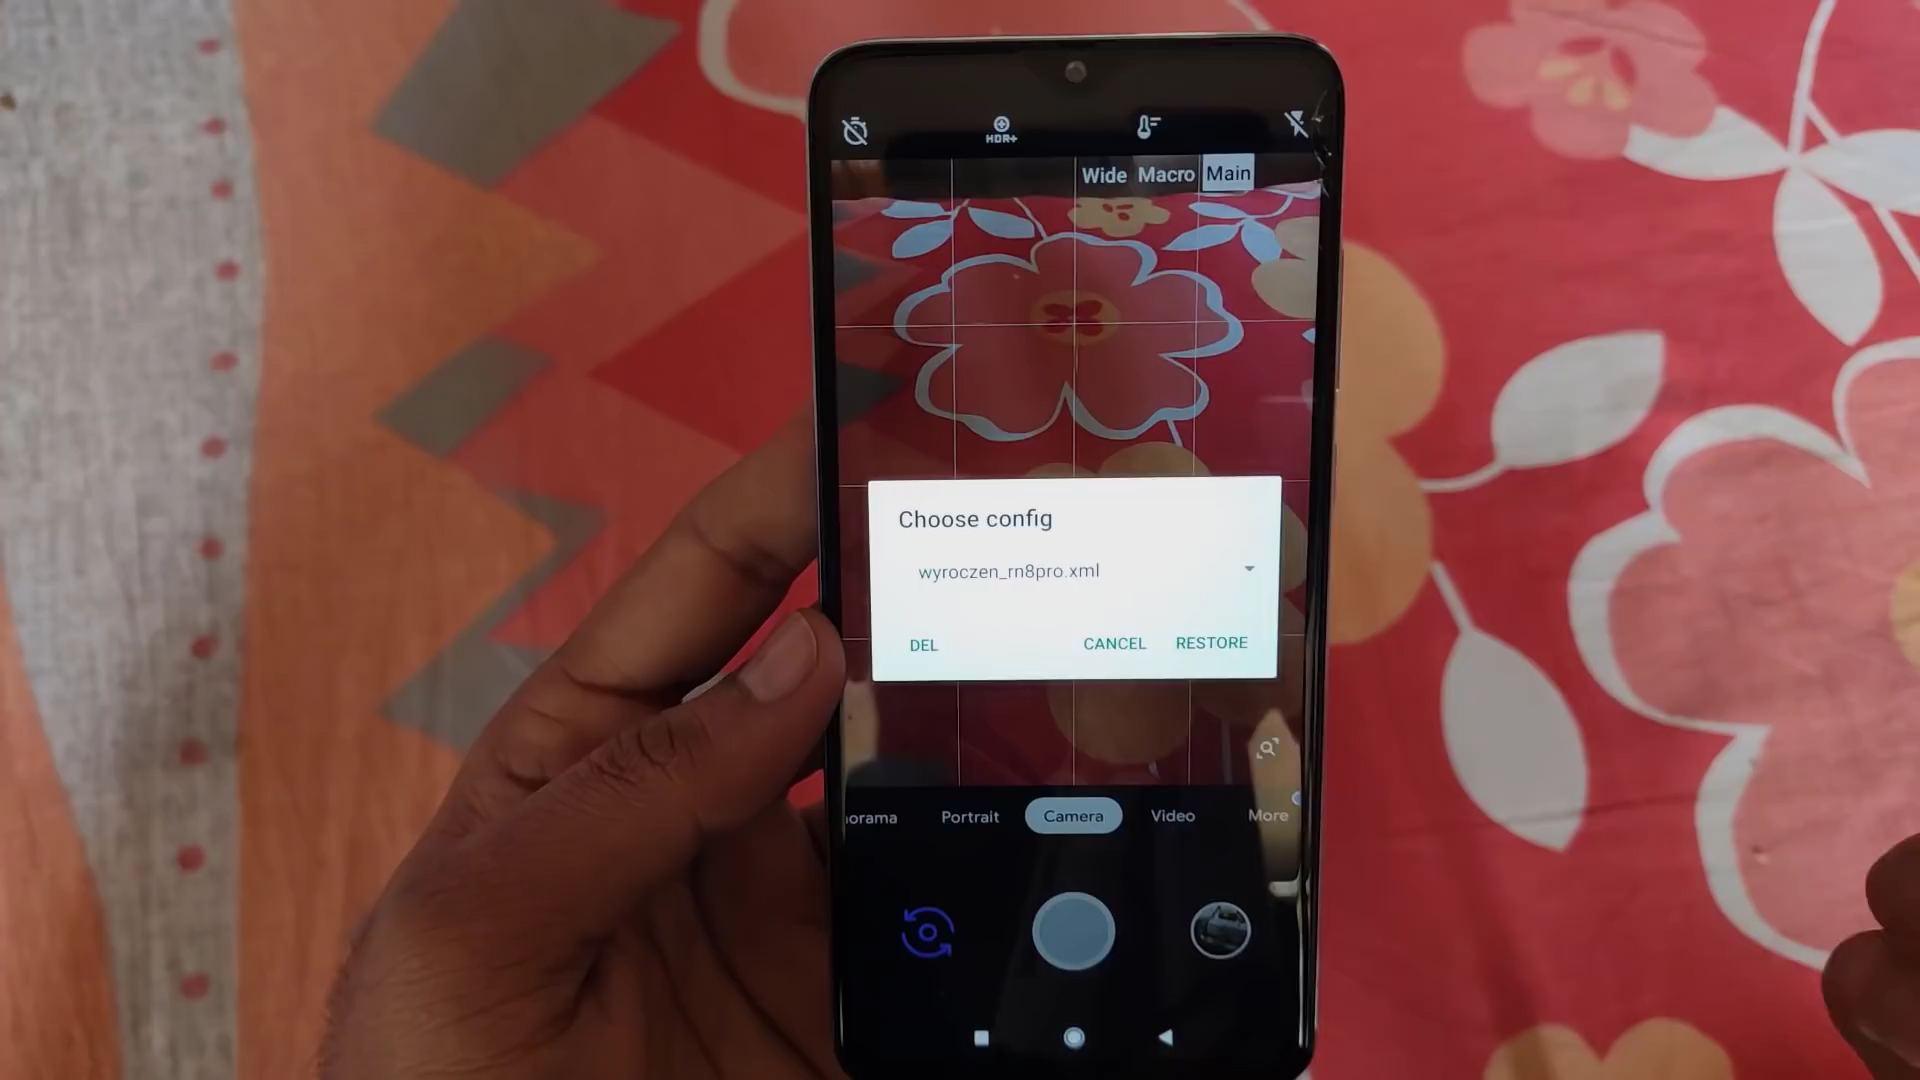 HDR+
Wide Macro Main
Choose config
wyroczen_rn8pro.xml
DEL CANCEL RESTORE
orama Portrait Camera Video More